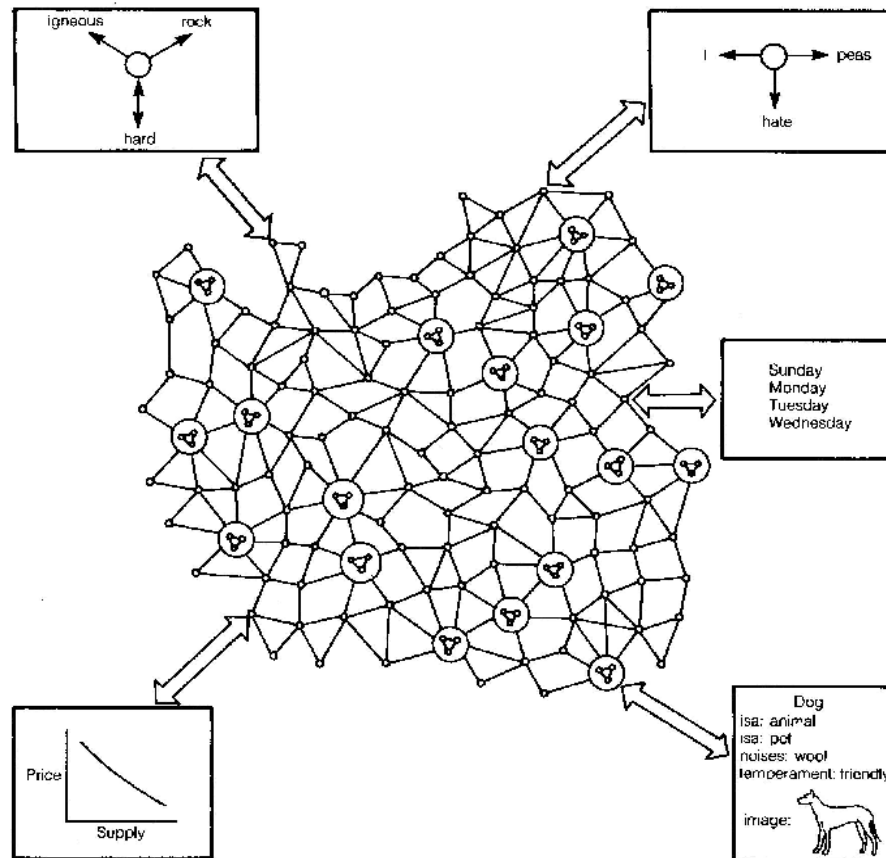 igneous rock
hard
I peas
hate
Sunday
Monday
Tuesday
Wednesday
Price
Supply
Dog
isa: animal
isa: pet
noises: woof
temperament: friendly
image: